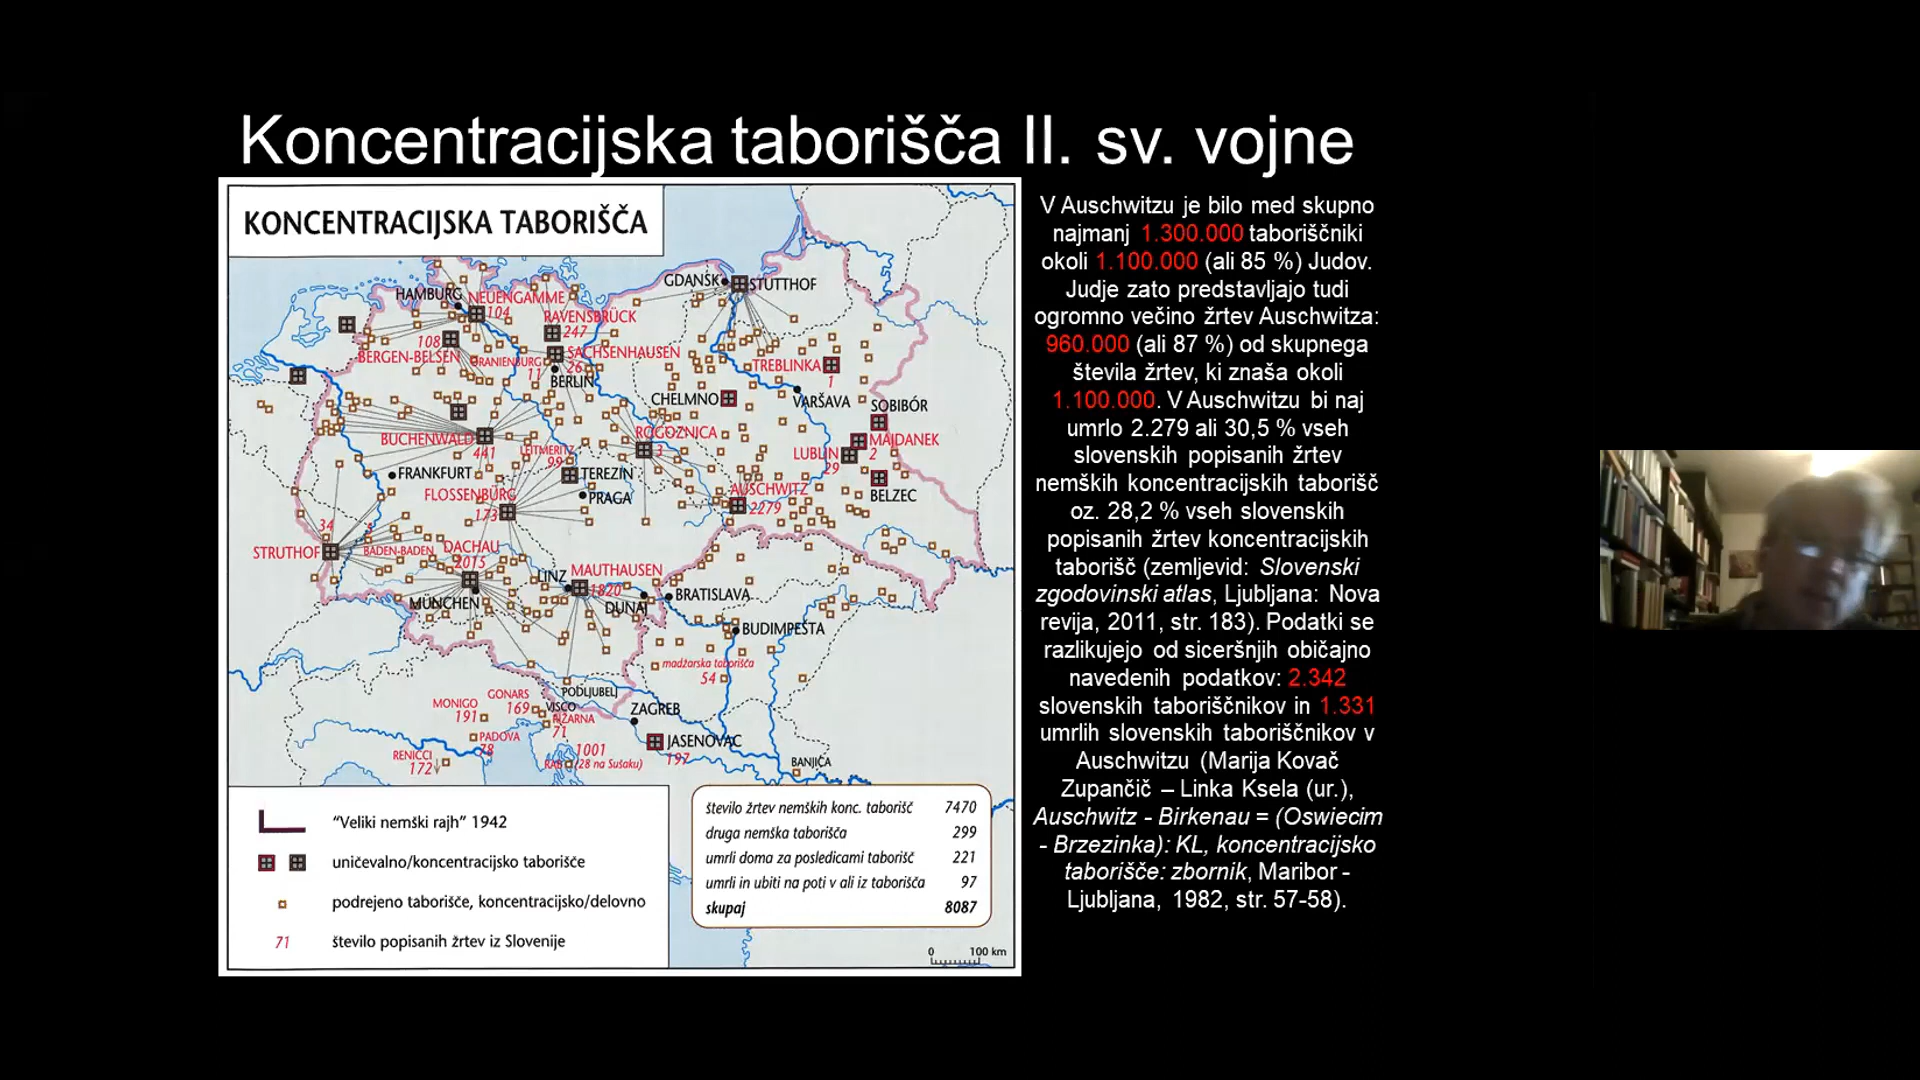 Koncentracijska taborišča II. sv. vojne
KONCENTRACIJSKA TABORIŠČA
GDANSK
STUTTHOF
HAMBURG
NEUENGAMME
104
RAVENSBRÜCK
247
108
BERGEN-BELSEN
ORANIENBURG
11
SACHSENHAUSEN
26
BERLIN
TREBLINKA
1
CHELMNO
VARŠAVA
SOBIBÓR
BUCHENWALD
441
ROGOZNICA
3
MAJDANEK
2
LUBLIN
29
LEITMERITZ
99
TEREZÍN
FRANKFURT
BELZEC
FLOSSENBÜRG
173
PRAGA
AUSCHWITZ
2279
34
STRUTHOF
BADEN-BADEN
DACHAU
2015
LINZ
MAUTHAUSEN
1820
MÜNCHEN
DUNAJ
BRATISLAVA
BUDIMPEŠTA
madžarska taborišča
54
PODLJUBELJ
GONARS
169
MONIGO
191
VISCO
RIŽARNA
71
ZAGREB
PADOVA
78
JASENOVAC
197
RENICCI
172
1001
RAB (28 na Sušaku)
BANJICA
"Veliki nemški rajh" 1942
uničevalno/koncentracijsko taborišče
podrejeno taborišče, koncentracijsko/delovno
71 število popisanih žrtev iz Slovenije
število žrtev nemških konc. taborišč 7470
druga nemška taborišča 299
umrli doma za posledicami taborišč 221
umrli in ubiti na poti v ali iz taborišča 97
skupaj 8087
0 100 km
V Auschwitzu je bilo med skupno
najmanj 1.300.000 taboriščniki
okoli 1.100.000 (ali 85 %) Judov.
Judje zato predstavljajo tudi
ogromno večino žrtev Auschwitza:
960.000 (ali 87 %) od skupnega
števila žrtev, ki znaša okoli
1.100.000. V Auschwitzu bi naj
umrlo 2.279 ali 30,5 % vseh
slovenskih popisanih žrtev
nemških koncentracijskih taborišč
oz. 28,2 % vseh slovenskih
popisanih žrtev koncentracijskih
taborišč (zemljevid: Slovenski
zgodovinski atlas, Ljubljana: Nova
revija, 2011, str. 183). Podatki se
razlikujejo od siceršnjih običajno
navedenih podatkov: 2.342
slovenskih taboriščnikov in 1.331
umrlih slovenskih taboriščnikov v
Auschwitzu (Marija Kovač
Zupančič – Linka Ksela (ur.),
Auschwitz - Birkenau = (Oswiecim
- Brzezinka): KL, koncentracijsko
taborišče: zbornik, Maribor -
Ljubljana, 1982, str. 57-58).